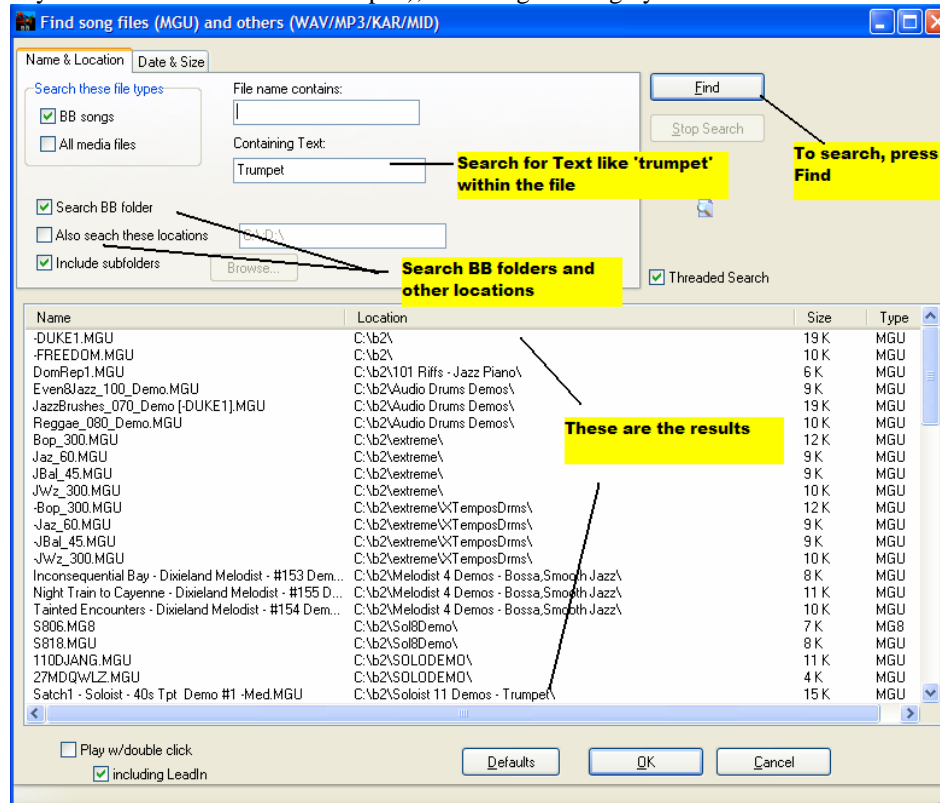 Find song files (MGU) and others (WAV/MP3/KAR/MID)
Name & Location Date & Size
Search these file types
BB songs
All media files
File name contains:
Containing Text:
Trumpet
Find
Stop Search
Search for Text like 'trumpet'
within the file
To search, press
Find
Search BB folder
Also seach these locations C:\;D:\
Include subfolders Browse...
Search BB folders and
other locations
Threaded Search
Name Location Size Type
-DUKE1.MGU C:\b2\ 19 K MGU
-FREEDOM.MGU C:\b2\ 10 K MGU
DomRep1.MGU C:\b2\101 Riffs - Jazz Piano\ 6 K MGU
Even8Jazz_100_Demo.MGU C:\b2\Audio Drums Demos\ 9 K MGU
JazzBrushes_070_Demo [-DUKE1].MGU C:\b2\Audio Drums Demos\ 19 K MGU
Reggae_080_Demo.MGU C:\b2\Audio Drums Demos\ 10 K MGU
These are the results
Bop_300.MGU C:\b2\extreme\ 12 K MGU
Jaz_60.MGU C:\b2\extreme\ 9 K MGU
JBal_45.MGU C:\b2\extreme\ 9 K MGU
JWz_300.MGU C:\b2\extreme\ 10 K MGU
-Bop_300.MGU C:\b2\extreme\XTemposDrms\ 12 K MGU
-Jaz_60.MGU C:\b2\extreme\XTemposDrms\ 9 K MGU
-JBal_45.MGU C:\b2\extreme\XTemposDrms\ 9 K MGU
-JWz_300.MGU C:\b2\extreme\XTemposDrms\ 10 K MGU
Inconsequential Bay - Dixieland Melodist - #153 Dem... C:\b2\Melodist 4 Demos - Bossa,Smooth Jazz\ 8 K MGU
Night Train to Cayenne - Dixieland Melodist - #155 D... C:\b2\Melodist 4 Demos - Bossa,Smooth Jazz\ 11 K MGU
Tainted Encounters - Dixieland Melodist - #154 Dem... C:\b2\Melodist 4 Demos - Bossa,Smooth Jazz\ 10 K MGU
S806.MG8 C:\b2\Sol8Demo\ 7 K MG8
S818.MGU C:\b2\Sol8Demo\ 8 K MGU
110DJANG.MGU C:\b2\SOLODEMO\ 11 K MGU
27MDQWLZ.MGU C:\b2\SOLODEMO\ 4 K MGU
Satch1 - Soloist - 40s Tpt Demo #1 -Med.MGU C:\b2\Soloist 11 Demos - Trumpet\ 15 K MGU
Play w/double click
including LeadIn
Defaults OK Cancel